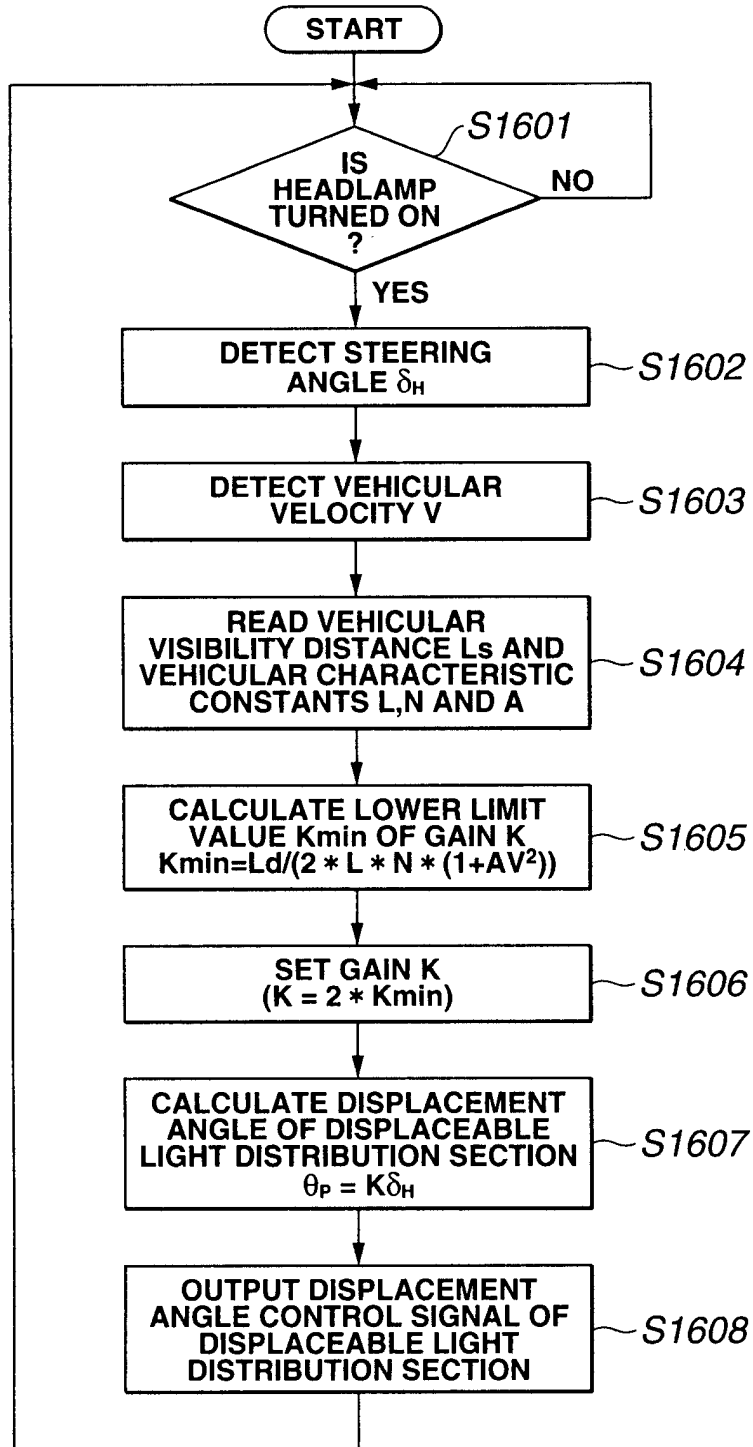 START
S1601
IS
HEADLAMP
TURNED ON
?
NO
YES
DETECT STEERING
ANGLE δH
S1602
DETECT VEHICULAR
VELOCITY V
S1603
READ VEHICULAR
VISIBILITY DISTANCE Ls AND
VEHICULAR CHARACTERISTIC
CONSTANTS L,N AND A
S1604
CALCULATE LOWER LIMIT
VALUE Kmin OF GAIN K
Kmin=Ld/(2 * L * N * (1+AV²))
S1605
SET GAIN K
(K = 2 * Kmin)
S1606
CALCULATE DISPLACEMENT
ANGLE OF DISPLACEABLE
LIGHT DISTRIBUTION SECTION
θP = KδH
S1607
OUTPUT DISPLACEMENT
ANGLE CONTROL SIGNAL OF
DISPLACEABLE LIGHT
DISTRIBUTION SECTION
S1608